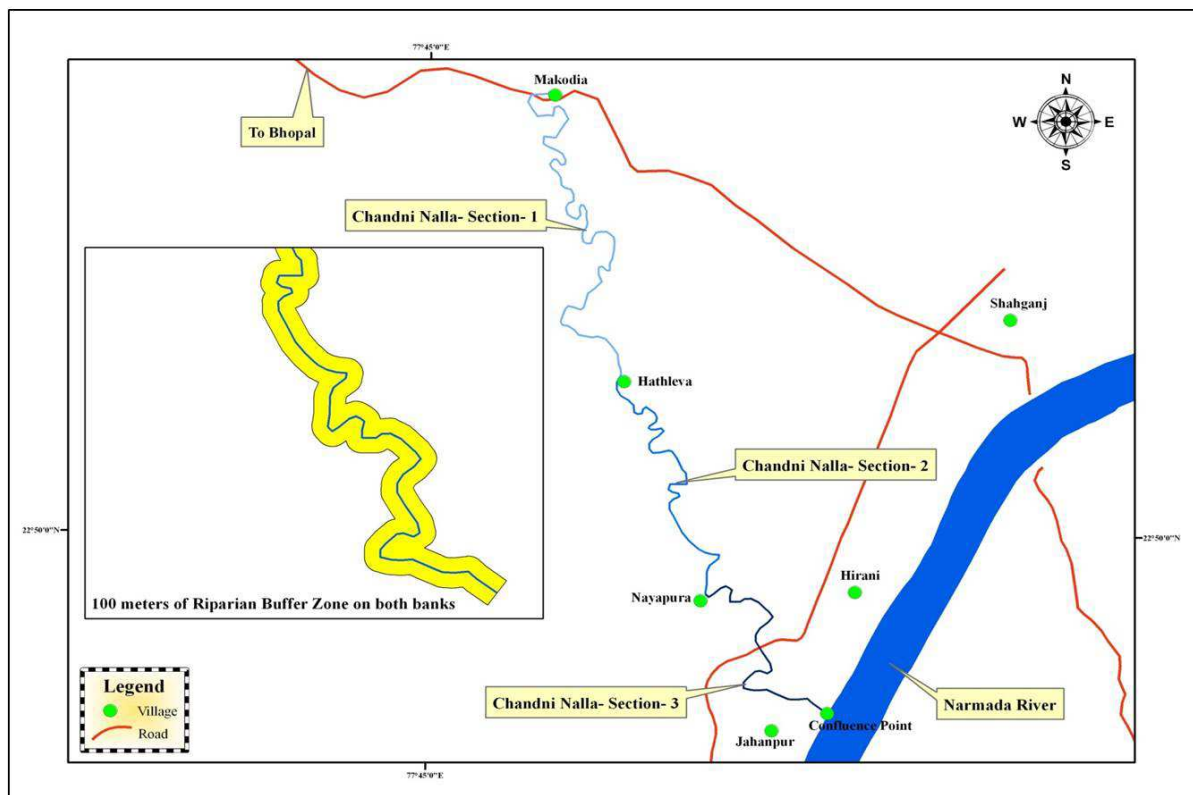 77°45'0"E
Makodia
N
W
E
S
To Bhopal
Chandni Nalla- Section- 1
Shahganj
Hathleva
Chandni Nalla- Section- 2
22°50'0"N
22°50'0"N
Hirani
Nayapura
100 meters of Riparian Buffer Zone on both banks
Legend
Village
Road
Chandni Nalla- Section- 3
Narmada River
Confluence Point
Jahanpur
77°45'0"E